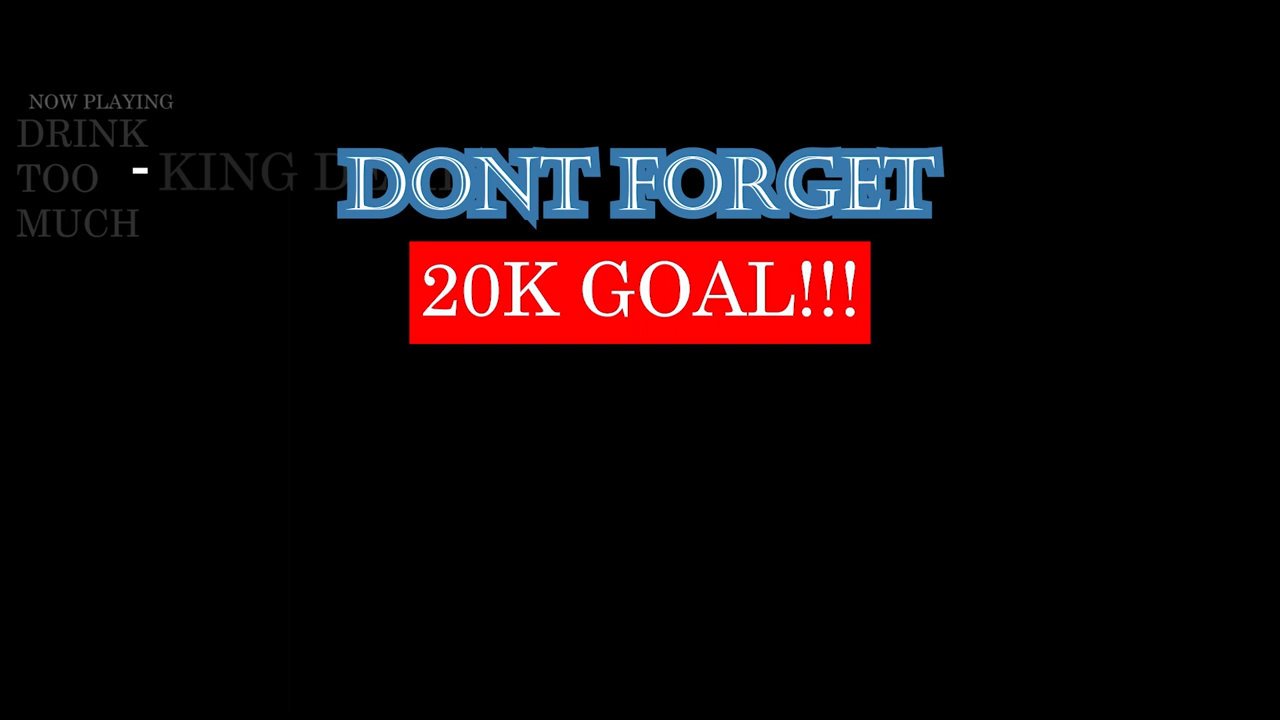 NOW PLAYING
DRINK
TOO
MUCH
- KING
DONT FORGET
20K GOAL!!!